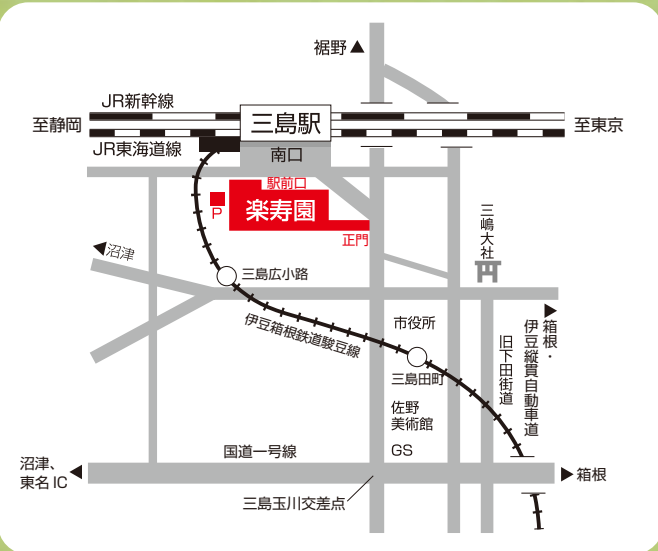 裾野▲
JR新幹線
三島駅
至静岡
至東京
JR東海道線
南口
駅前口
P
楽寿園
正門
三嶋大社
◀沼津
三島広小路
伊豆箱根鉄道駿豆線
市役所
▶箱根・
伊豆縦貫自動車道
旧下田街道
三島田町
佐野
美術館
国道一号線
GS
沼津、
東名IC
◀
▶箱根
三島玉川交差点